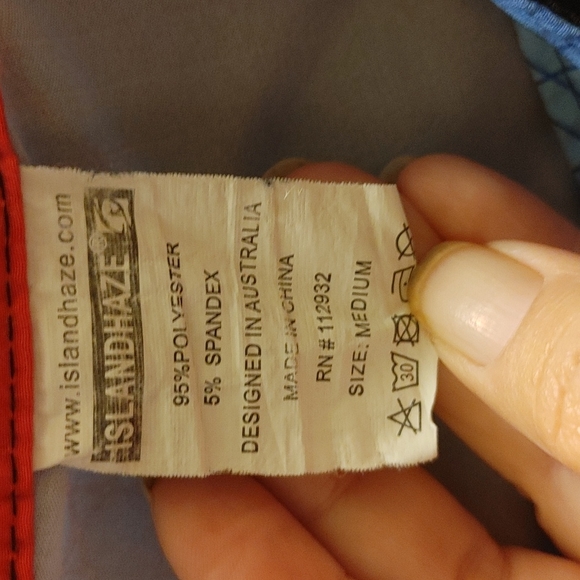 www.islandhaze.com
ISLANDHAZE®
95%POLYESTER
5% SPANDEX
DESIGNED IN AUSTRALIA
MADE IN CHINA
RN # 112932
SIZE: MEDIUM
30